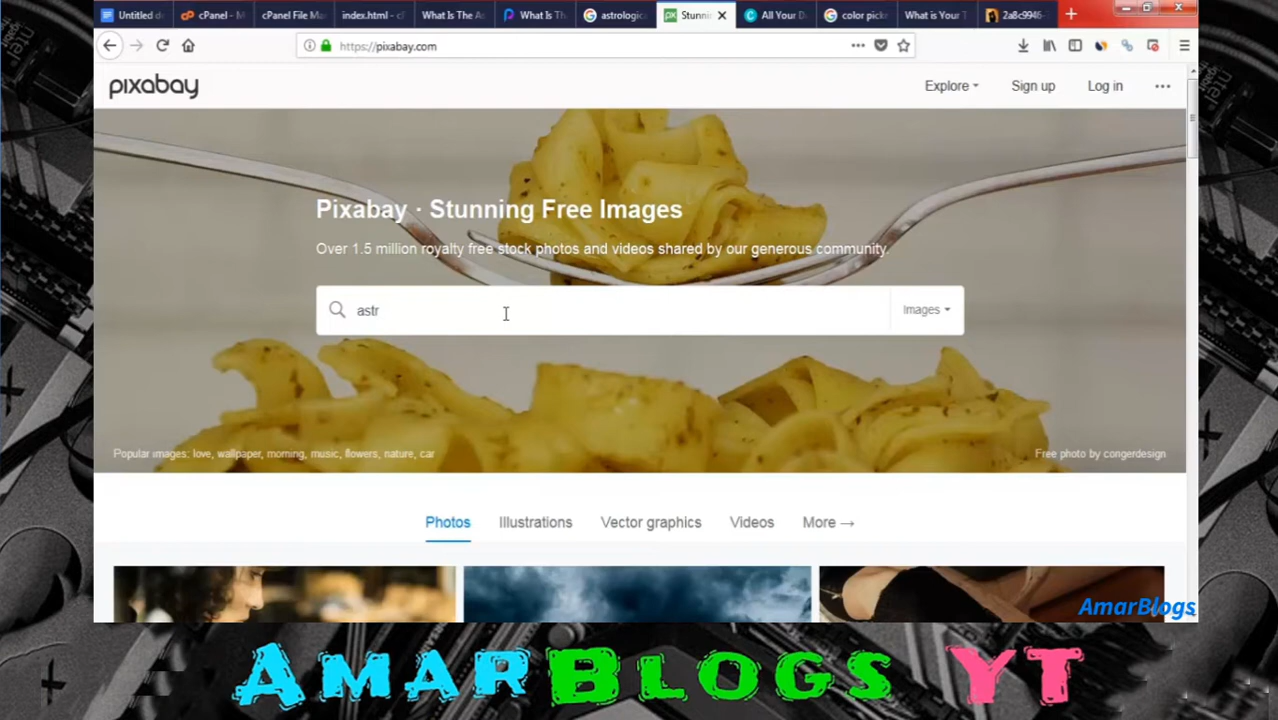 Untitled d
cPanel - M
cPanel File Ma
index.html - c
What Is The As
What Is Th
astrologic
Stunni
All Your D
color pick
What is Your T
2a8c9946-
https://pixabay.com
pixabay
Explore
Sign up
Log in
Pixabay · Stunning Free Images
Over 1.5 million royalty free stock photos and videos shared by our generous community.
astr
Images
Popular images: love, wallpaper, morning, music, flowers, nature, car
Free photo by congerdesign
Photos
Illustrations
Vector graphics
Videos
More →
AmarBlogs
AmarBlogs YT